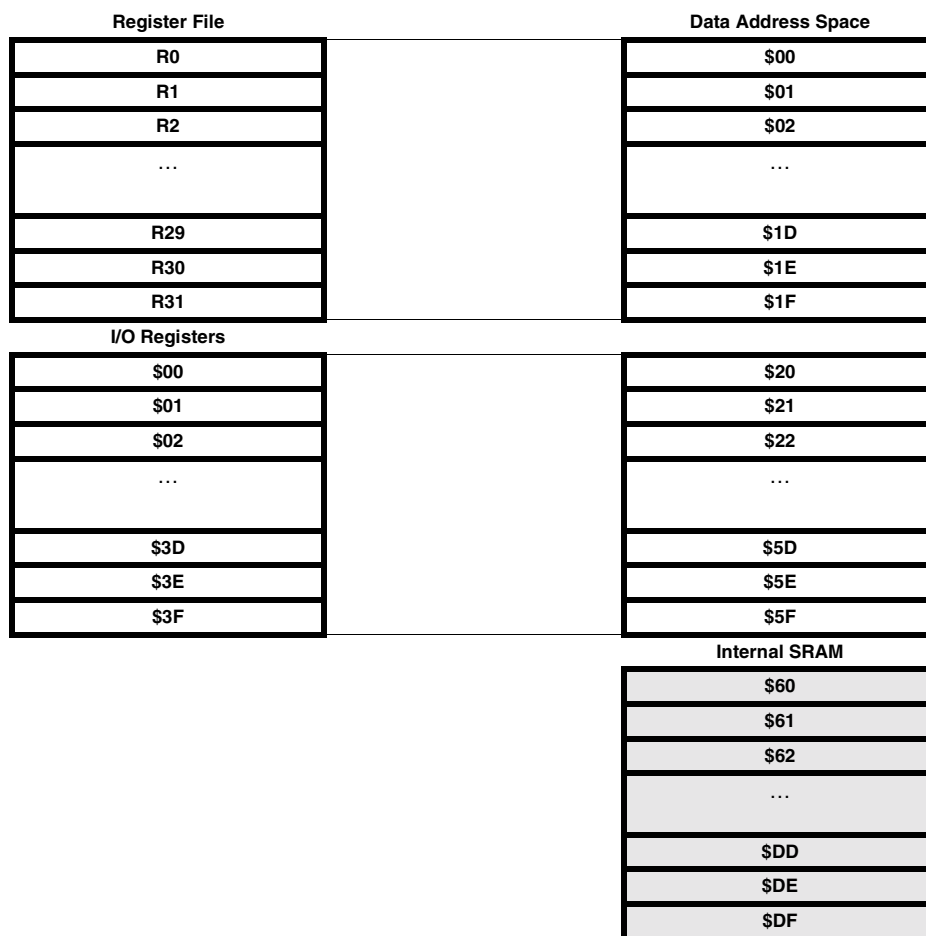 Register File
Data Address Space
R0
$00
R1
$01
R2
$02
...
...
R29
$1D
R30
$1E
R31
$1F
I/O Registers
$00
$20
$01
$21
$02
$22
...
...
$3D
$5D
$3E
$5E
$3F
$5F
Internal SRAM
$60
$61
$62
...
$DD
$DE
$DF